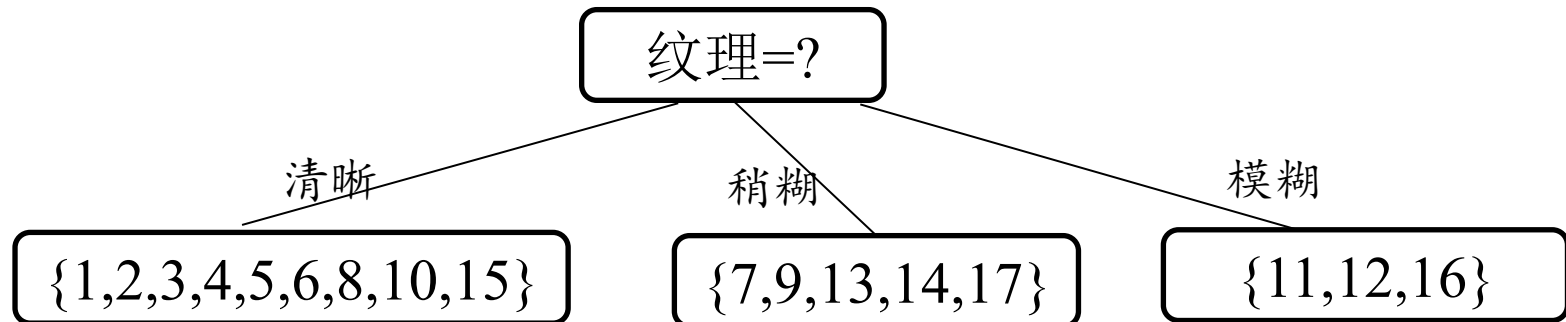 纹理=?
清晰
稍糊
模糊
{1,2,3,4,5,6,8,10,15}
{7,9,13,14,17}
{11,12,16}